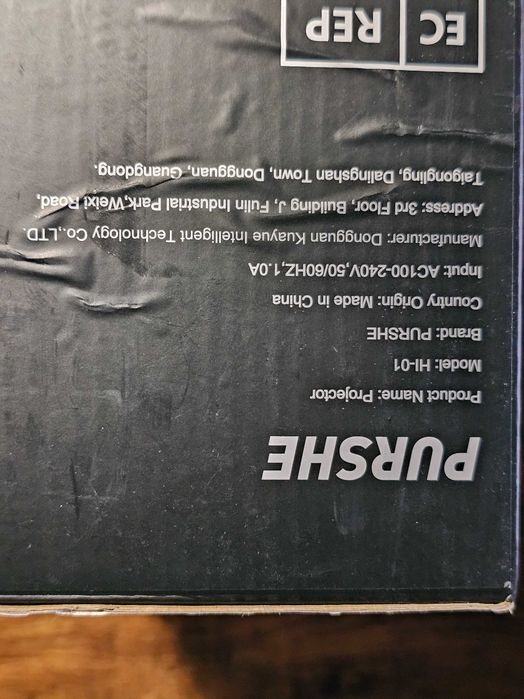 PURSHE
Product Name: Projector
Model: HI-01
Brand: PURSHE
Country Origin: Made in China
Input: AC100-240V,50/60HZ,1.0A
Manufacturer: Dongguan Kuayue Intelligent Technology Co.,LTD.
Address: 3rd Floor, Building J, Fulin Industrial Park,Weixi Road,
Taigongling, Dalingshan Town, Dongguan, Guangdong.
EC REP